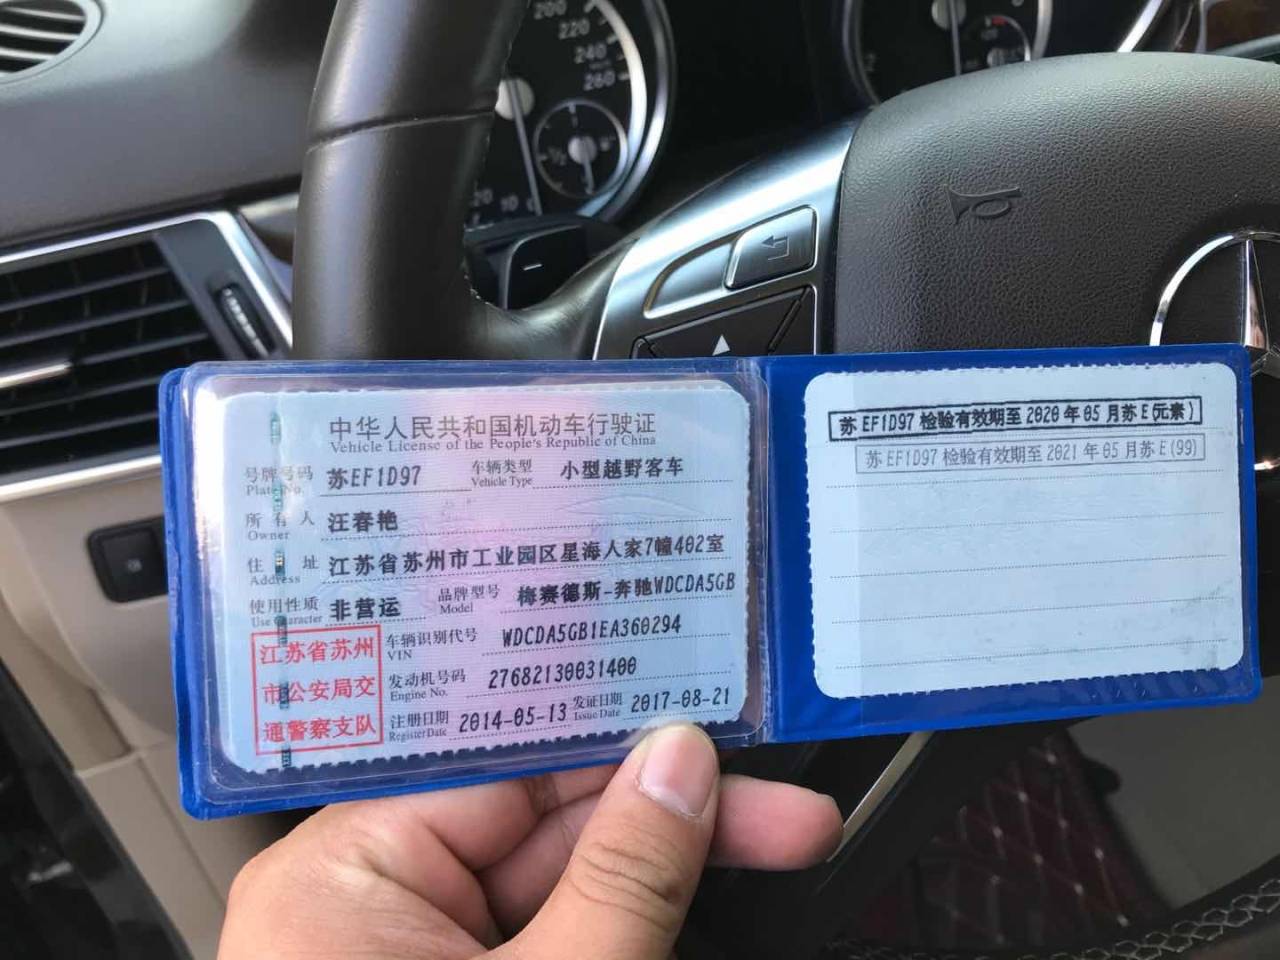 200
220
240
260
1/2
20 10 0
中华人民共和国机动车行驶证
Vehicle License of the People's Republic of China
号牌号码 苏EF1D97 车辆类型 小型越野客车
Plate No. Vehicle Type
所有人 汪春艳
Owner
住址 江苏省苏州市工业园区星海人家7幢402室
Address
使用性质 非营运 品牌型号 梅赛德斯-奔驰WDCDA5GB
Use Character Model
江苏省苏州
市公安局交
通警察支队
车辆识别代号 WDCDA5GB1EA360294
VIN
发动机号码 27682130031400
Engine No.
注册日期 2014-05-13 发证日期 2017-08-21
Register Date Issue Date
苏EF1D97检验有效期至2020年05月苏E(元素)
苏EF1D97检验有效期至2021年05月苏E(99)